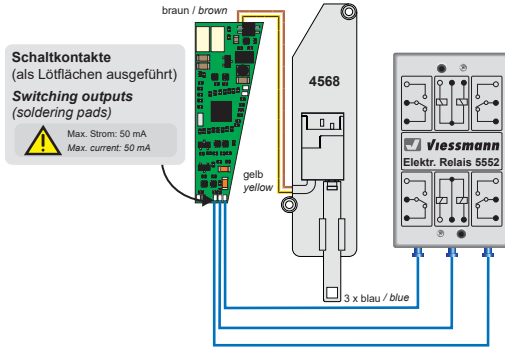 braun / brown
Schaltkontakte
(als Lötflächen ausgeführt)
Switching outputs
(soldering pads)
Max. Strom: 50 mA
Max. current: 50 mA
4568
Viessmann
Elektr. Relais 5552
gelb
yellow
3 x blau / blue